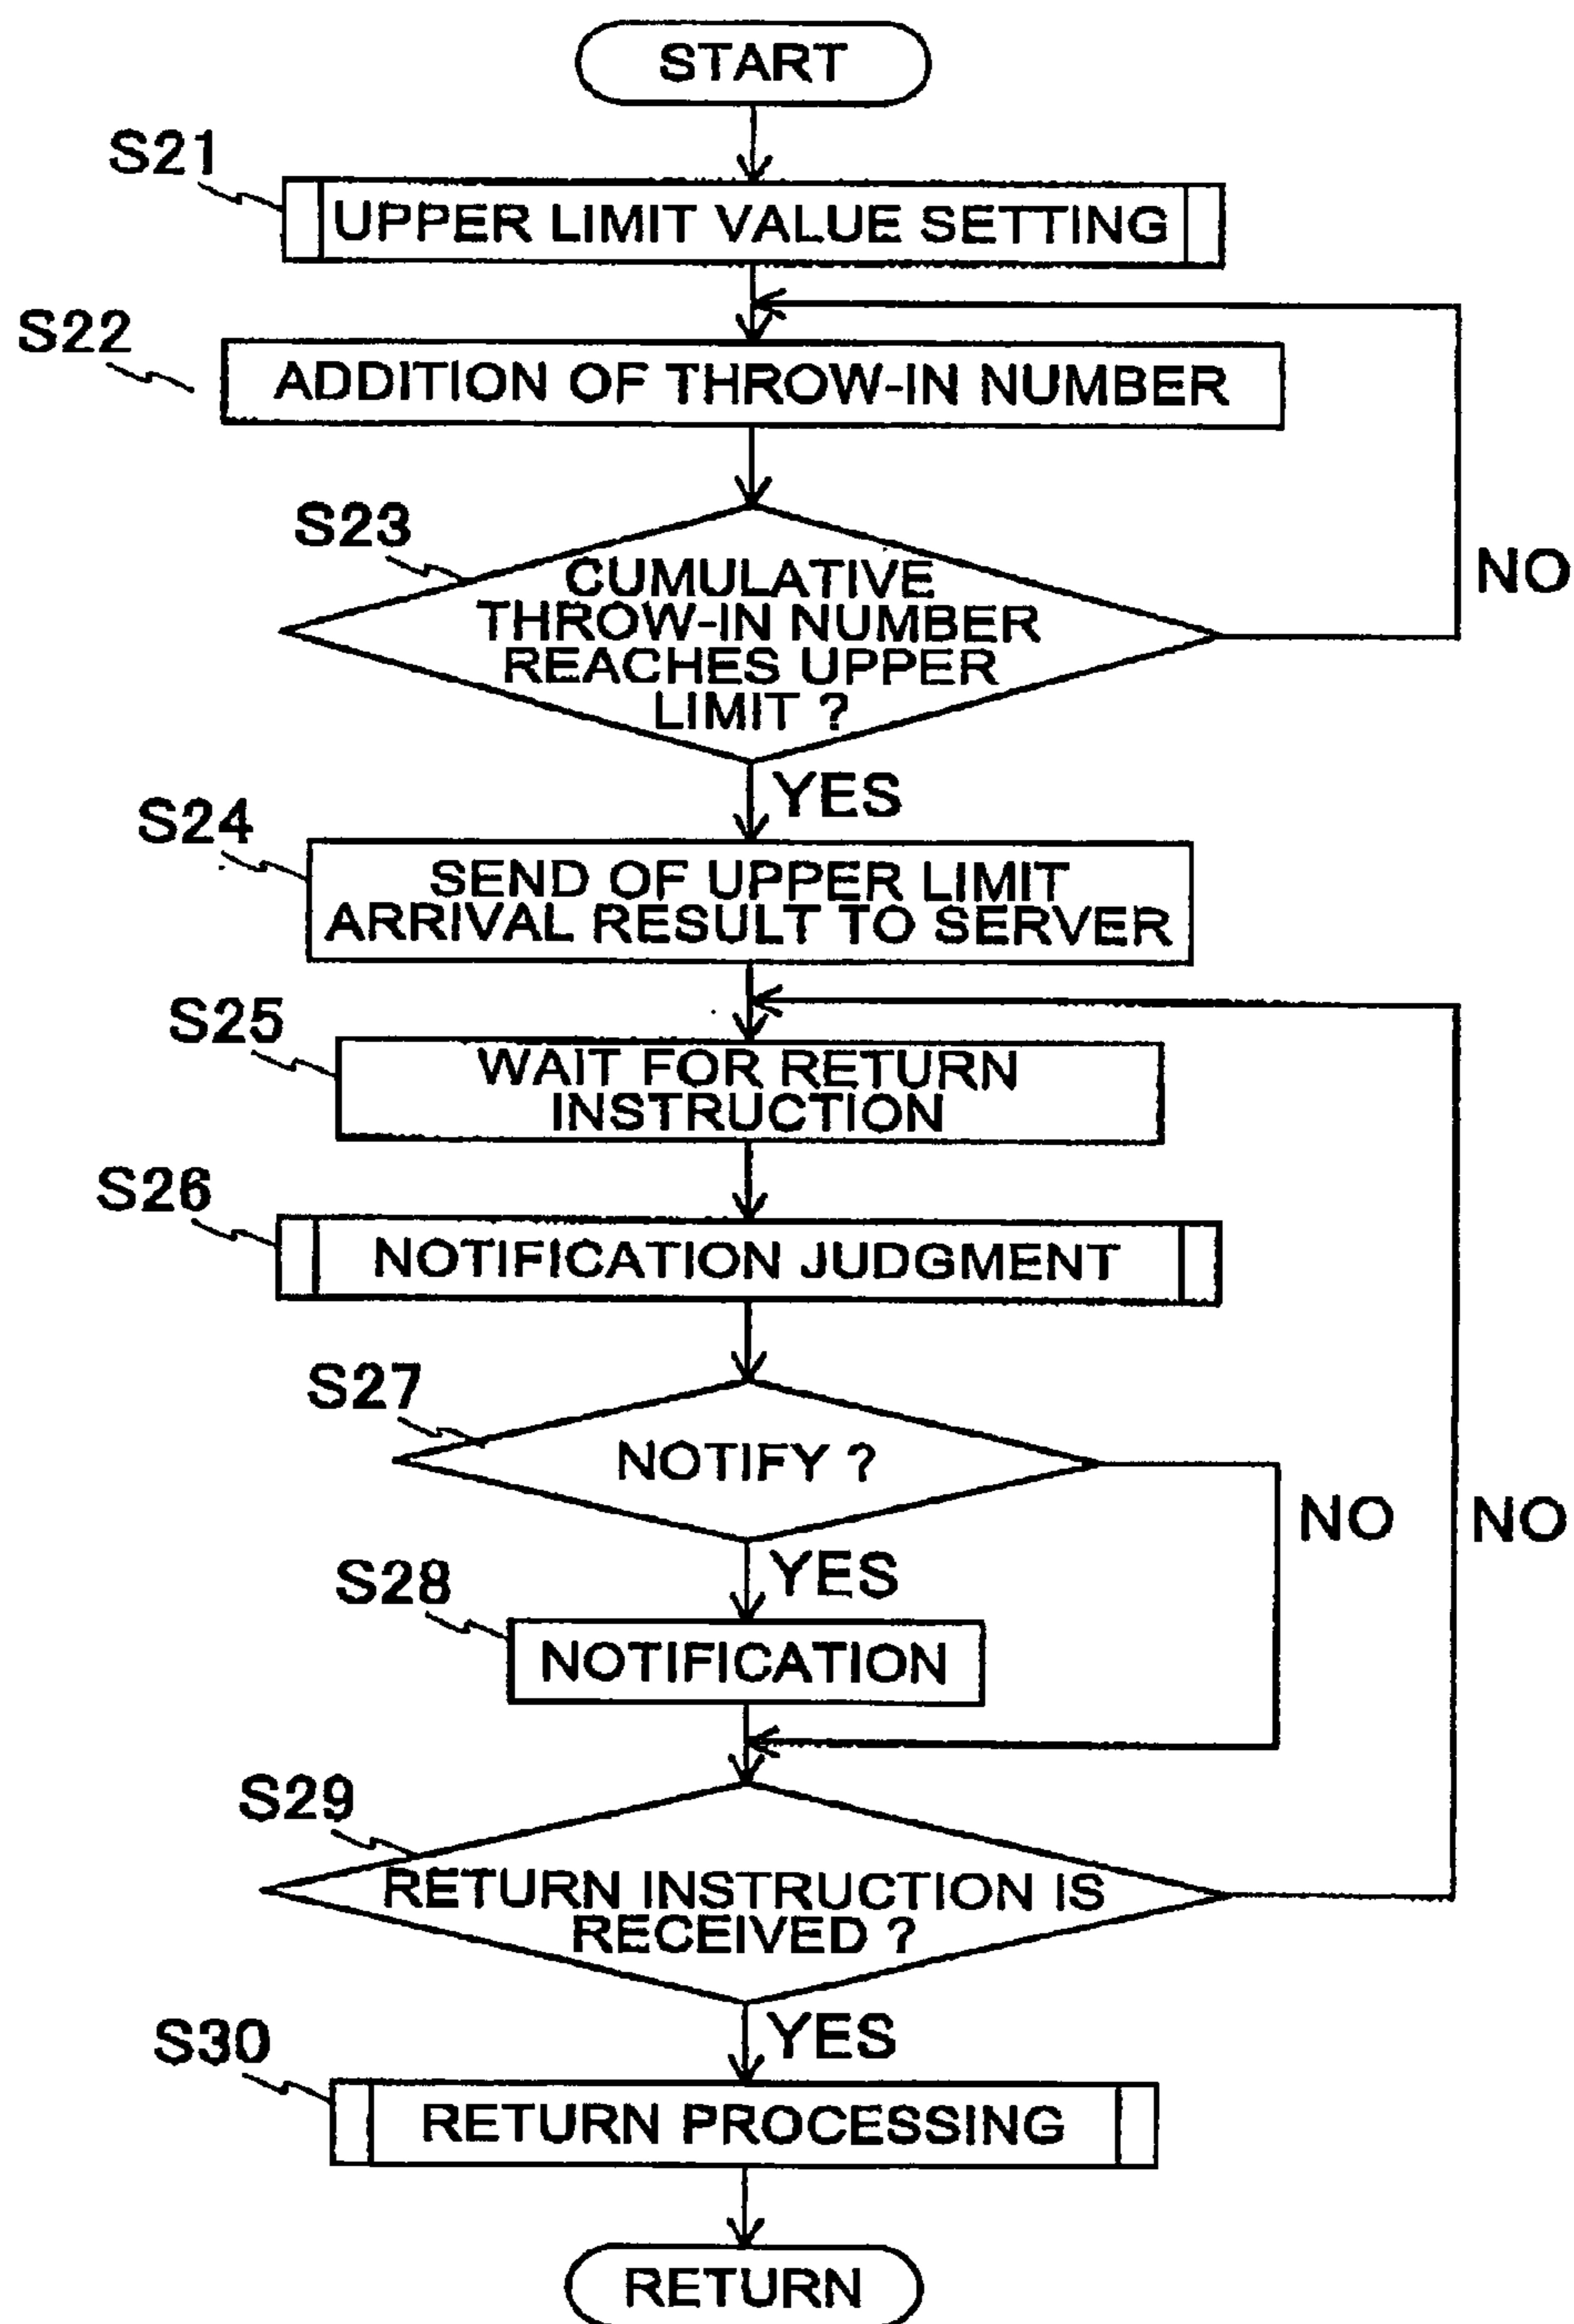 START
S21
UPPER LIMIT VALUE SETTING
S22
ADDITION OF THROW-IN NUMBER
S23
CUMULATIVE
THROW-IN NUMBER
REACHES UPPER
LIMIT ?
NO
YES
S24
SEND OF UPPER LIMIT
ARRIVAL RESULT TO SERVER
S25
WAIT FOR RETURN
INSTRUCTION
S26
NOTIFICATION JUDGMENT
S27
NOTIFY ?
NO
NO
YES
S28
NOTIFICATION
S29
RETURN INSTRUCTION IS
RECEIVED ?
YES
S30
RETURN PROCESSING
RETURN